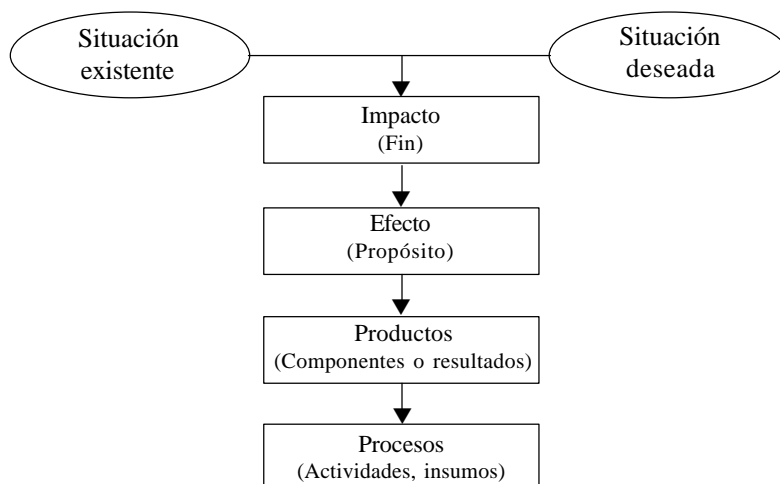 Situación
existente
Situación
deseada
Impacto
(Fin)
Efecto
(Propósito)
Productos
(Componentes o resultados)
Procesos
(Actividades, insumos)